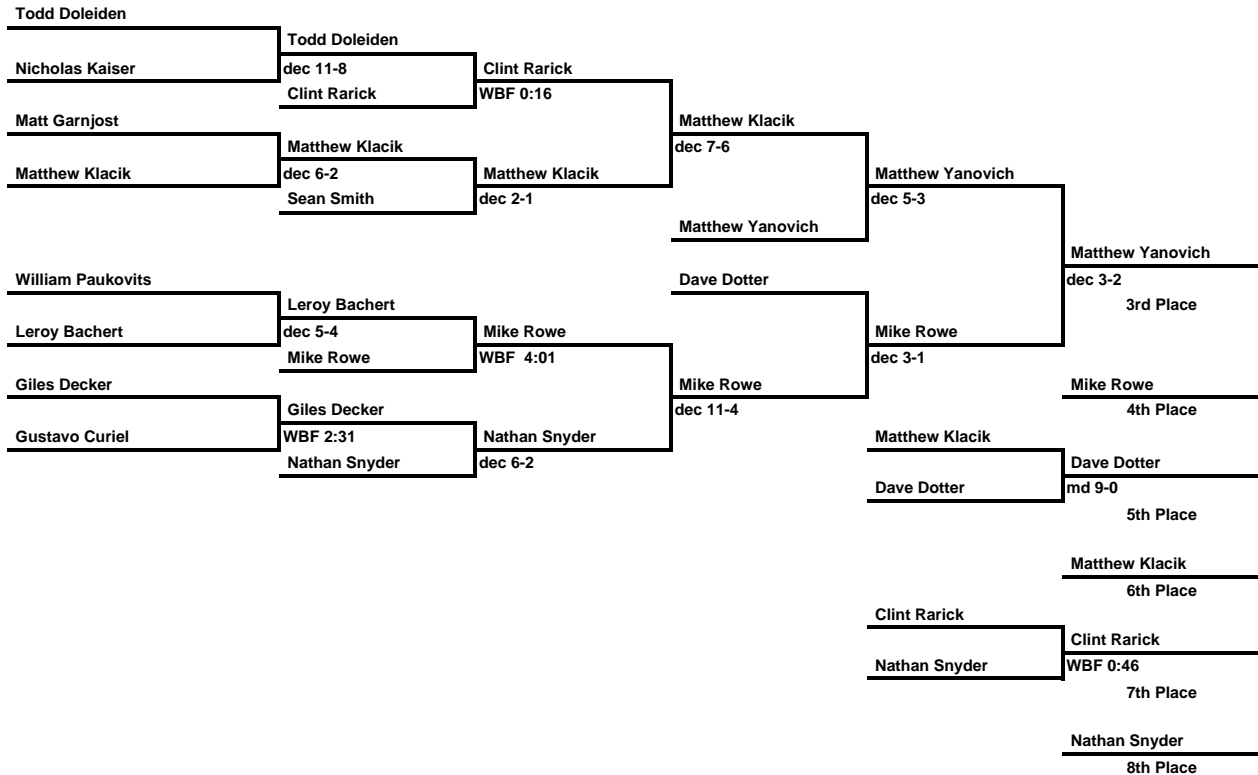 Todd Doleiden
Todd Doleiden
Nicholas Kaiser
dec 11-8
Clint Rarick
Clint Rarick
WBF 0:16
Matt Garnjost
Matthew Klacik
Matthew Klacik
dec 7-6
Matthew Klacik
dec 6-2
Matthew Klacik
Matthew Yanovich
Sean Smith
dec 2-1
dec 5-3
Matthew Yanovich
Matthew Yanovich
William Paukovits
Dave Dotter
dec 3-2
Leroy Bachert
3rd Place
Leroy Bachert
dec 5-4
Mike Rowe
Mike Rowe
Mike Rowe
WBF 4:01
dec 3-1
Giles Decker
Mike Rowe
Mike Rowe
Giles Decker
dec 11-4
4th Place
Gustavo Curiel
WBF 2:31
Nathan Snyder
Matthew Klacik
Nathan Snyder
dec 6-2
Dave Dotter
Dave Dotter
md 9-0
5th Place
Matthew Klacik
6th Place
Clint Rarick
Clint Rarick
Nathan Snyder
WBF 0:46
7th Place
Nathan Snyder
8th Place